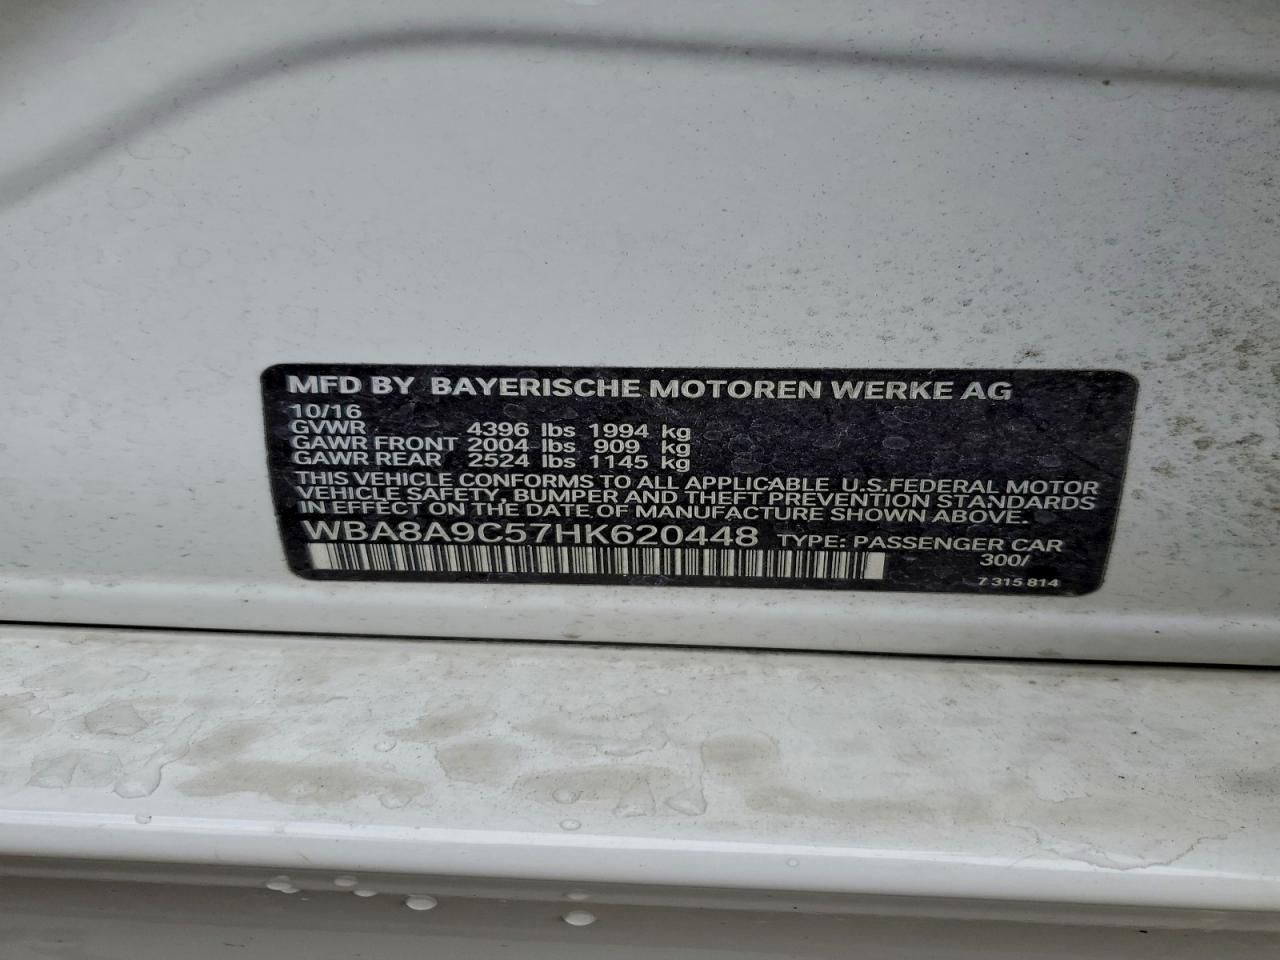 MFD BY BAYERISCHE MOTOREN WERKE AG
10/16
GVWR 4396 lbs 1994 kg
GAWR FRONT 2004 lbs 909 kg
GAWR REAR 2524 lbs 1145 kg
THIS VEHICLE CONFORMS TO ALL APPLICABLE U.S.FEDERAL MOTOR
VEHICLE SAFETY, BUMPER AND THEFT PREVENTION STANDARDS
IN EFFECT ON THE DATE OF MANUFACTURE SHOWN ABOVE.
WBA8A9C57HK620448 TYPE: PASSENGER CAR
300/
7 315 814